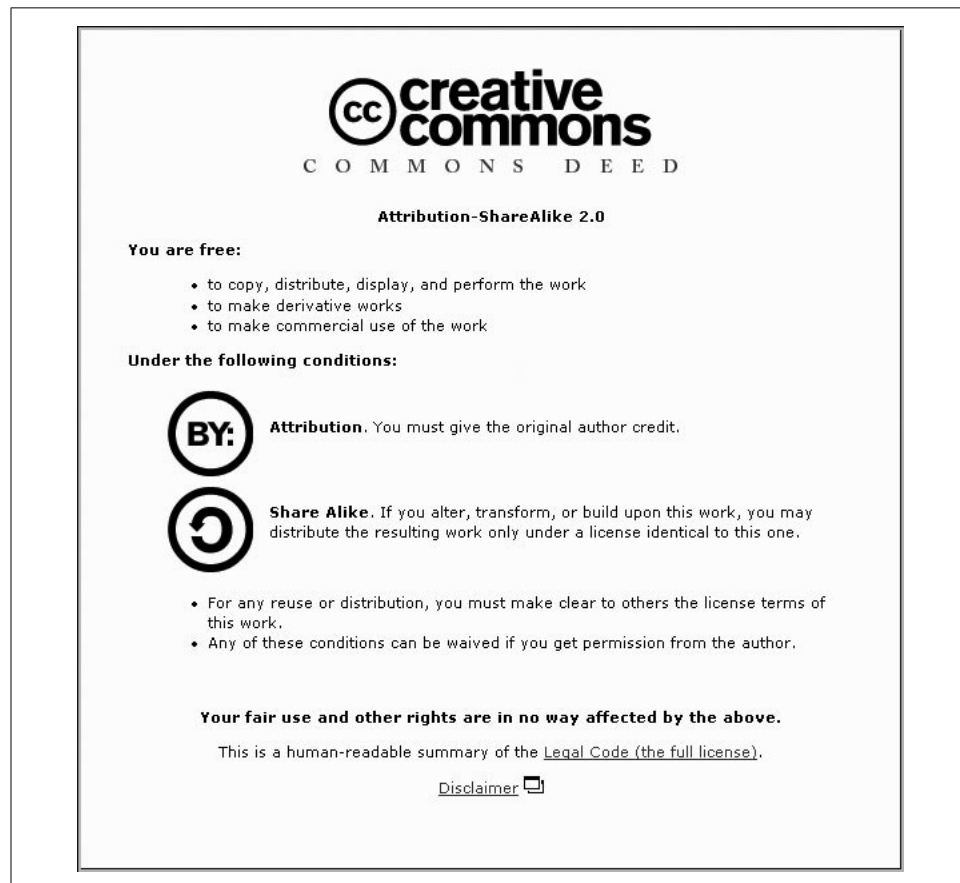 cc creative
commons
COMMONS DEED
Attribution-ShareAlike 2.0
You are free:
• to copy, distribute, display, and perform the work
• to make derivative works
• to make commercial use of the work
Under the following conditions:
BY: Attribution. You must give the original author credit.
Share Alike. If you alter, transform, or build upon this work, you may
distribute the resulting work only under a license identical to this one.
• For any reuse or distribution, you must make clear to others the license terms of
this work.
• Any of these conditions can be waived if you get permission from the author.
Your fair use and other rights are in no way affected by the above.
This is a human-readable summary of the Legal Code (the full license).
Disclaimer